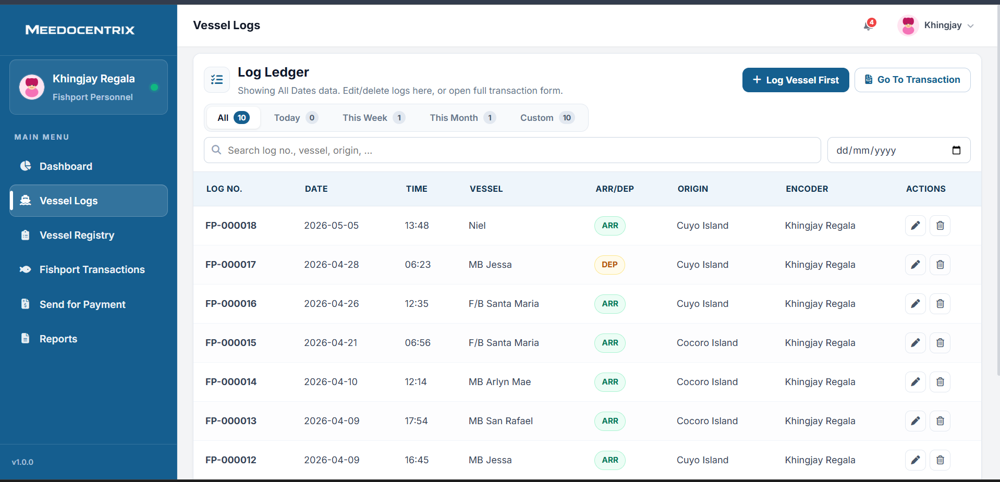 MEEDOCENTRIX
Khingjay Regala
Fishport Personnel
MAIN MENU
Dashboard
Vessel Logs
Vessel Registry
Fishport Transactions
Send for Payment
Reports
v1.0.0
Vessel Logs
4
Khingjay
Log Ledger
Showing All Dates data. Edit/delete logs here, or open full transaction form.
+ Log Vessel First
Go To Transaction
All 10 Today 0 This Week 1 This Month 1 Custom 10
Search log no., vessel, origin, ...
dd/mm/yyyy
LOG NO. DATE TIME VESSEL ARR/DEP ORIGIN ENCODER ACTIONS
FP-000018 2026-05-05 13:48 Niel ARR Cuyo Island Khingjay Regala
FP-000017 2026-04-28 06:23 MB Jessa DEP Cuyo Island Khingjay Regala
FP-000016 2026-04-26 12:35 F/B Santa Maria ARR Cuyo Island Khingjay Regala
FP-000015 2026-04-21 06:56 F/B Santa Maria ARR Cocoro Island Khingjay Regala
FP-000014 2026-04-10 12:14 MB Arlyn Mae ARR Cocoro Island Khingjay Regala
FP-000013 2026-04-09 17:54 MB San Rafael ARR Cocoro Island Khingjay Regala
FP-000012 2026-04-09 16:45 MB Jessa ARR Cuyo Island Khingjay Regala